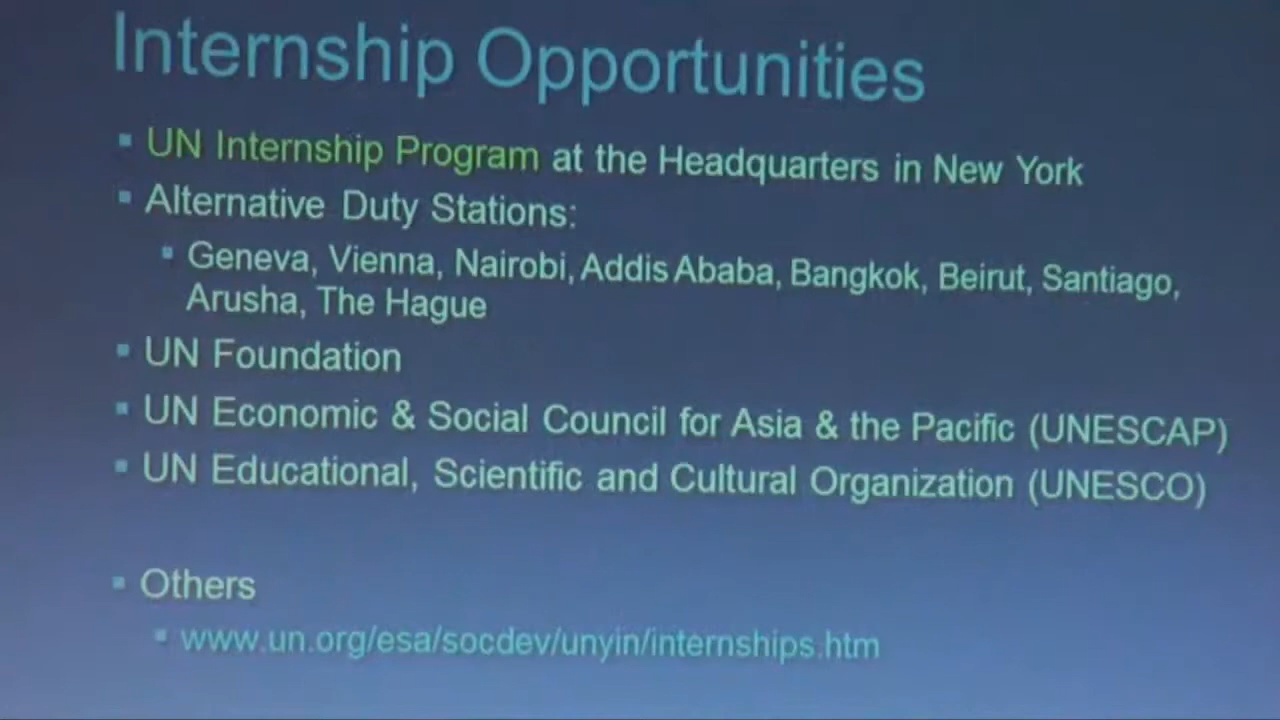 Internship Opportunities
UN Internship Program at the Headquarters in New York
Alternative Duty Stations:
Geneva, Vienna, Nairobi, Addis Ababa, Bangkok, Beirut, Santiago,
Arusha, The Hague
UN Foundation
UN Economic & Social Council for Asia & the Pacific (UNESCAP)
UN Educational, Scientific and Cultural Organization (UNESCO)
Others
www.un.org/esa/socdev/unyin/internships.htm